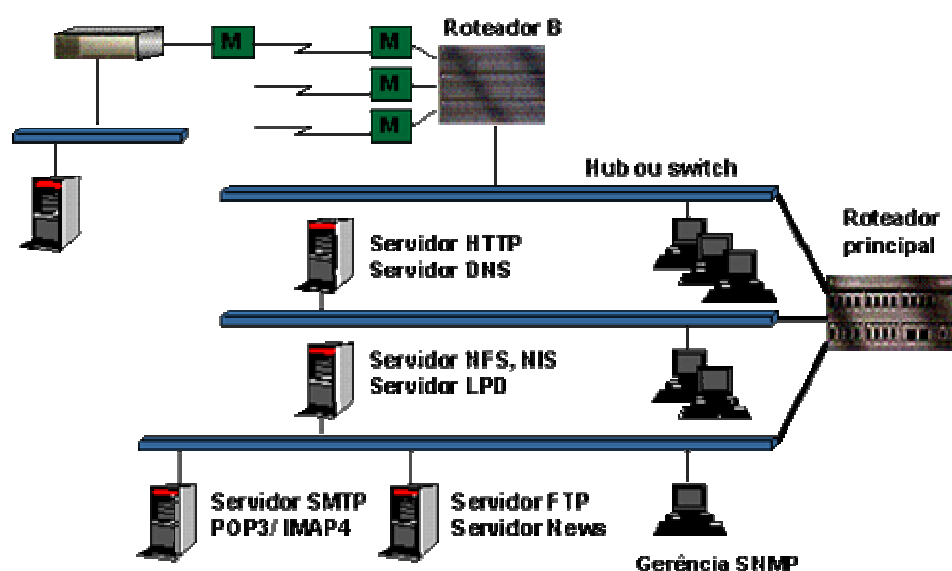 Roteador B
M
M
M
M
Hub ou switch
Roteador
principal
Servidor HTTP
Servidor DNS
Servidor NFS, NIS
Servidor LPD
Servidor SMTP
POP3/ IMAP4
Servidor FTP
Servidor News
Gerência SNMP